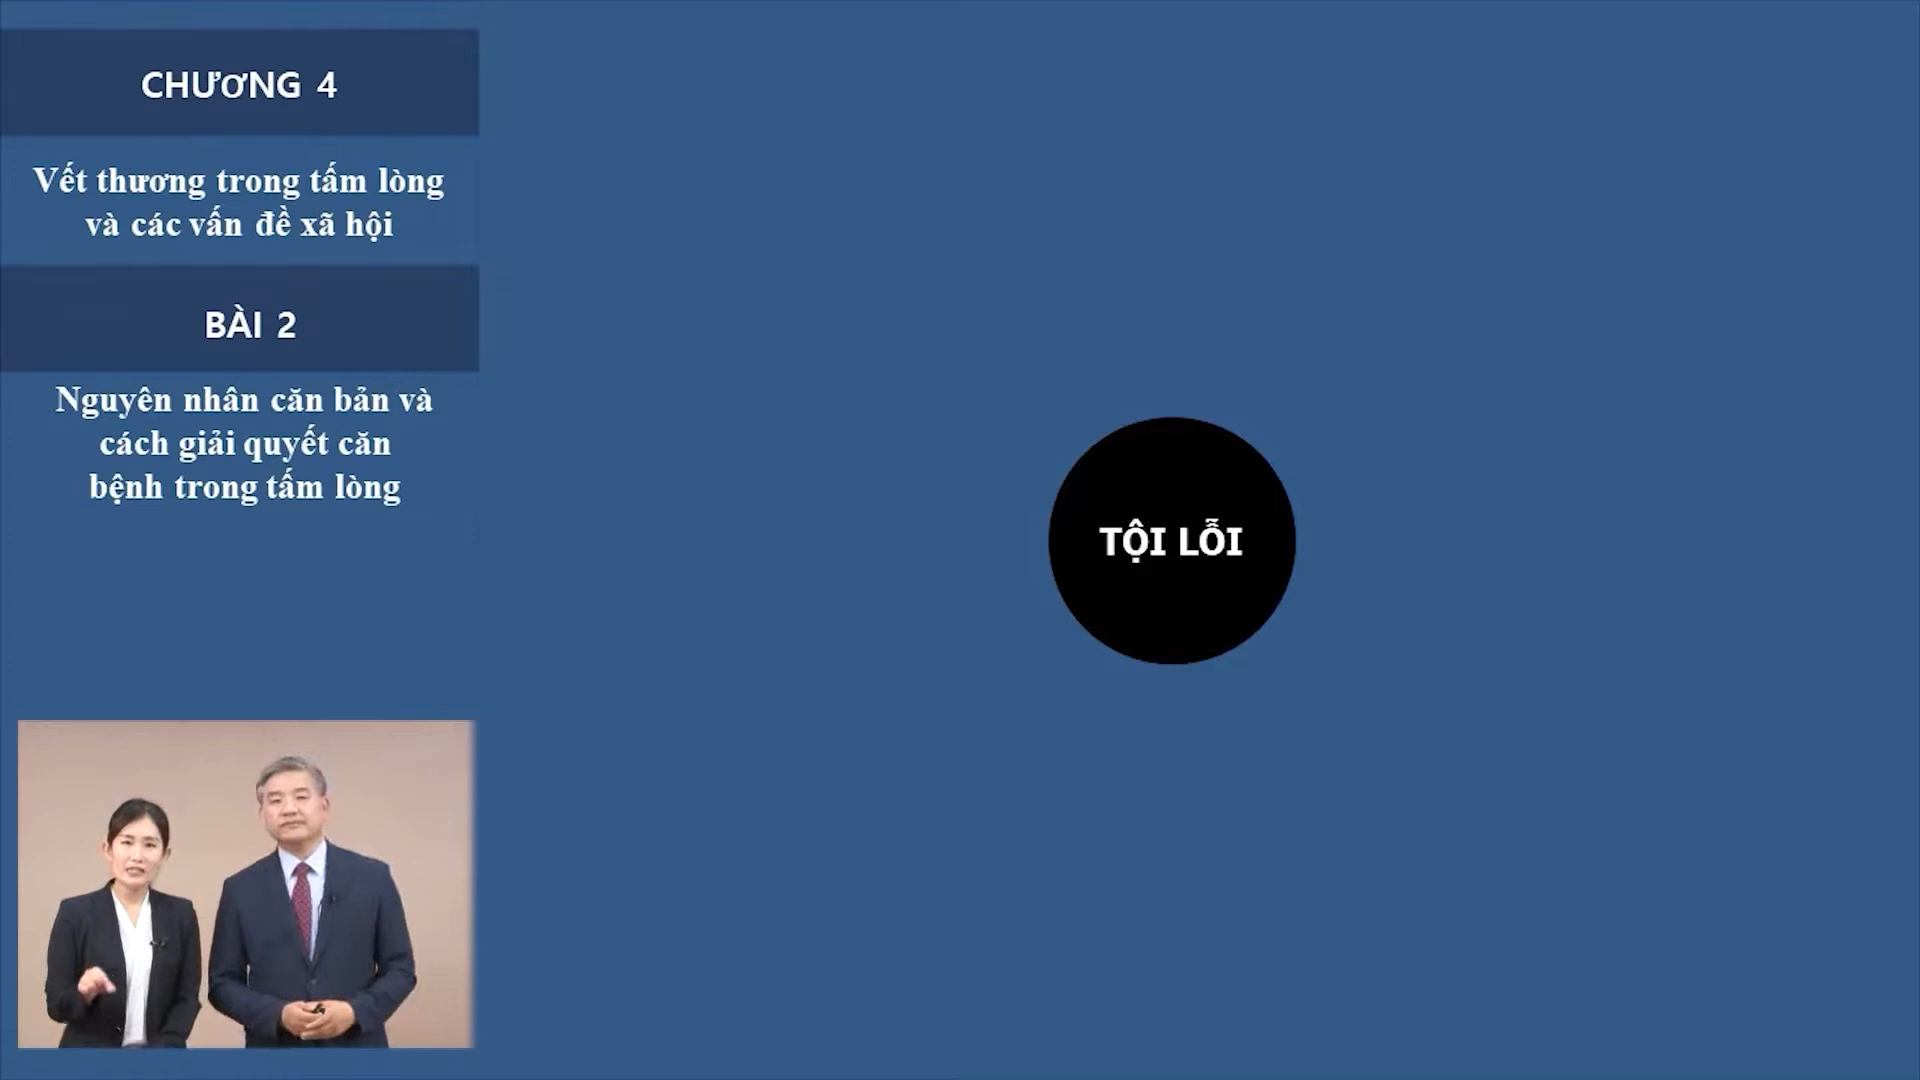 CHƯƠNG 4
Vết thương trong tấm lòng
và các vấn đề xã hội
BÀI 2
Nguyên nhân căn bản và
cách giải quyết căn
bệnh trong tấm lòng
TỘI LỖI